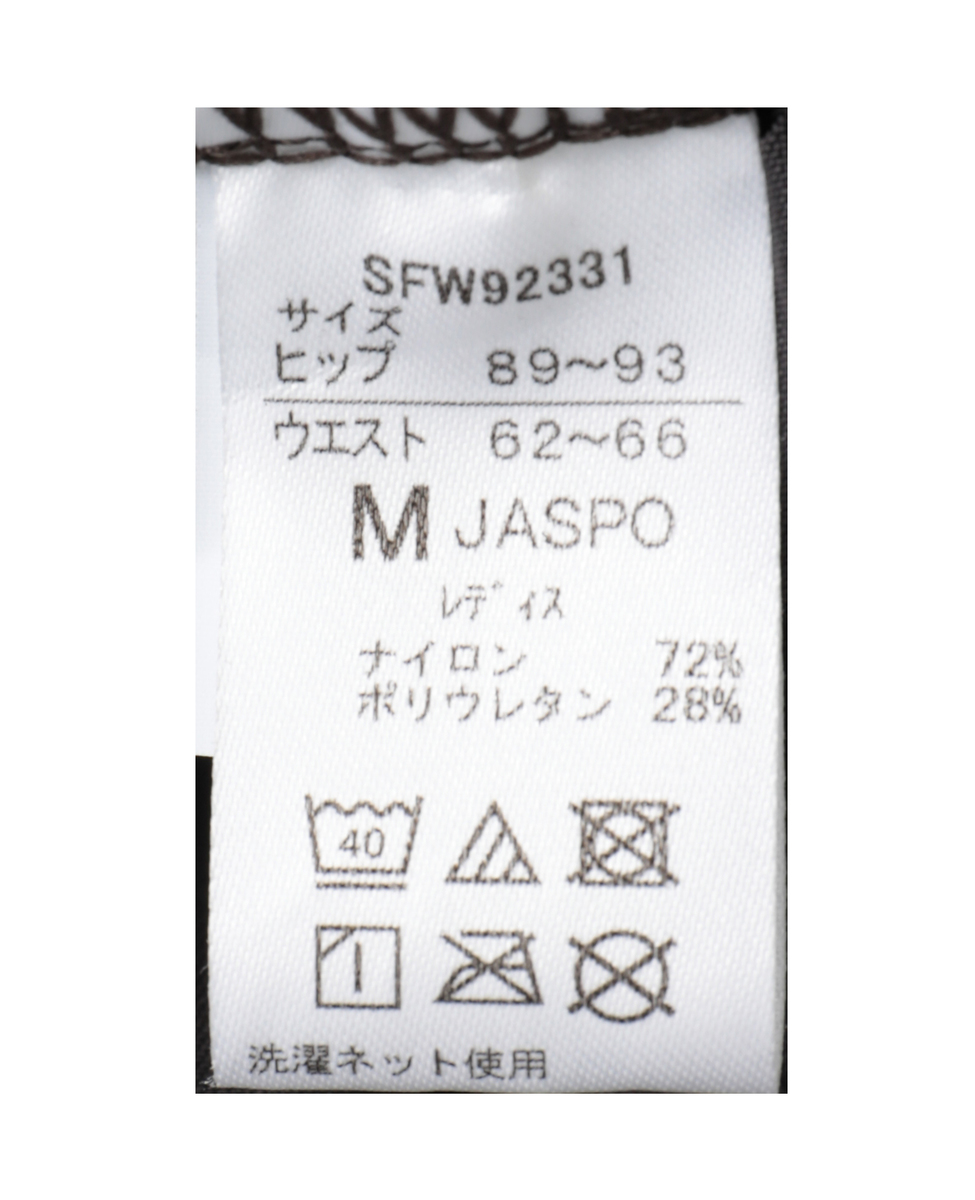 SFW92331
サイズ
ヒップ 89～93
ウエスト 62～66
M JASPO
レディス
ナイロン 72%
ポリウレタン 28%
40
洗濯ネット使用